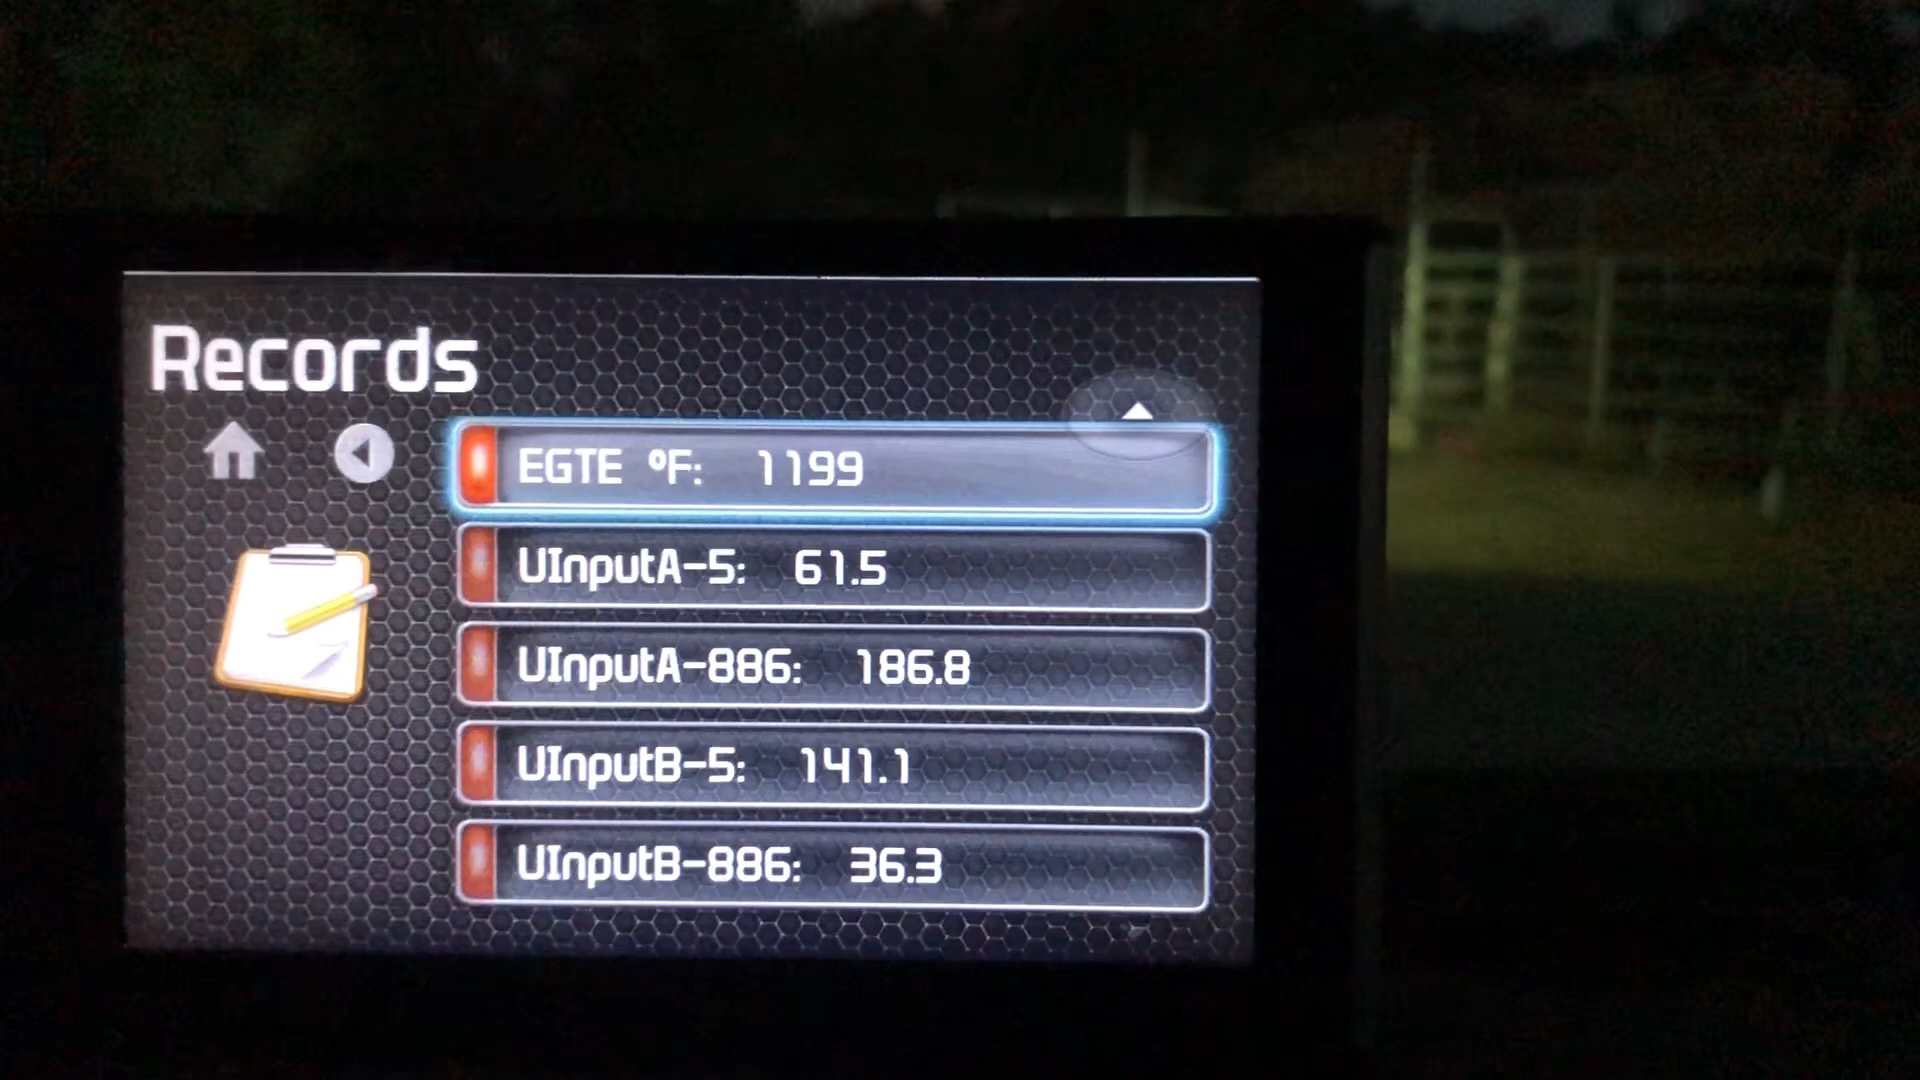 Records
EGTE ºF: 1199
UInputA-5: 61.5
UInputA-886: 186.8
UInputB-5: 141.1
UInputB-886: 36.3